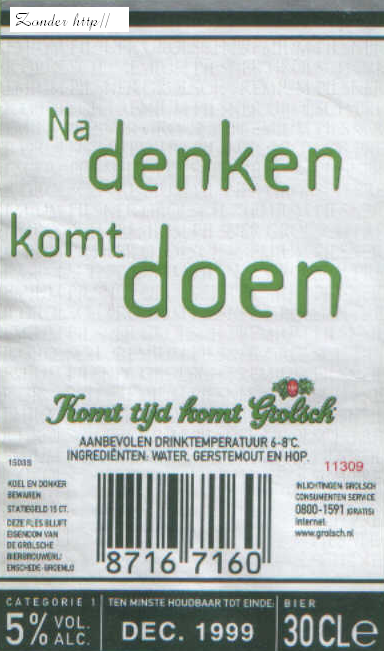 Zonder http//
Na
denken
komt
doen
Komt tijd komt Grolsch
AANBEVOLEN DRINKTEMPERATUUR 6-8°C.
INGREDIËNTEN: WATER, GERSTEMOUT EN HOP.
1503S
11309
KOEL EN DONKER
BEWAREN
STATIEGELD 15 CT.
DEZE FLES BLIJFT
EIGENDOM VAN
DE GROLSCHE
BIERBROUWERIJ
ENSCHEDE-GROENLO
INLICHTINGEN: GROLSCH
CONSUMENTEN SERVICE
0800-1591 (GRATIS)
Internet:
www.grolsch.nl
8716 7160
CATEGORIE 1
5% VOL.
ALC.
TEN MINSTE HOUDBAAR TOT EINDE:
DEC. 1999
BIER
30CLe